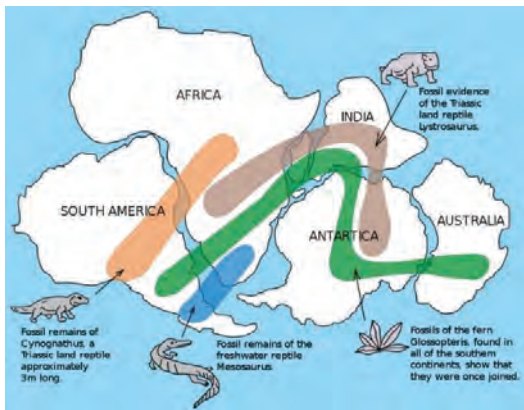 AFRICA
INDIA
Fossil evidence
of the Triassic
land reptile
Lystrosaurus.
SOUTH AMERICA
ANTARTICA
AUSTRALIA
Fossil remains of
Cynognathus, a
Triassic land reptile
approximately
3m long.
Fossil remains of the
freshwater reptile
Mesosaurus.
Fossils of the fern
Glossopteris, found in
all of the southern
continents, show that
they were once joined.